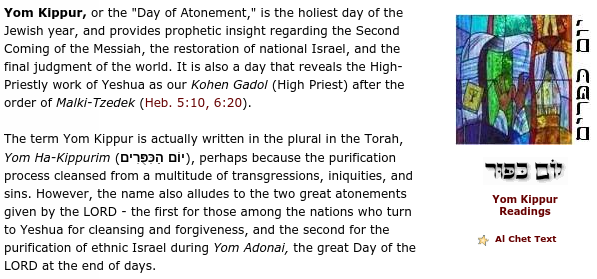 Yom Kippur, or the "Day of Atonement," is the holiest day of the
Jewish year, and provides prophetic insight regarding the Second
Coming of the Messiah, the restoration of national Israel, and the
final judgment of the world. It is also a day that reveals the High-
Priestly work of Yeshua as our Kohen Gadol (High Priest) after the
order of Malki-Tzedek (Heb. 5:10, 6:20).
The term Yom Kippur is actually written in the plural in the Torah,
Yom Ha-Kippurim (יוֹם הַכִּפֻּרִים), perhaps because the purification
process cleansed from a multitude of transgressions, iniquities, and
sins. However, the name also alludes to the two great atonements
given by the LORD - the first for those among the nations who turn
to Yeshua for cleansing and forgiveness, and the second for the
purification of ethnic Israel during Yom Adonai, the great Day of the
LORD at the end of days.
יוֹם כִּפּוּר
Yom Kippur
Readings
Al Chet Text